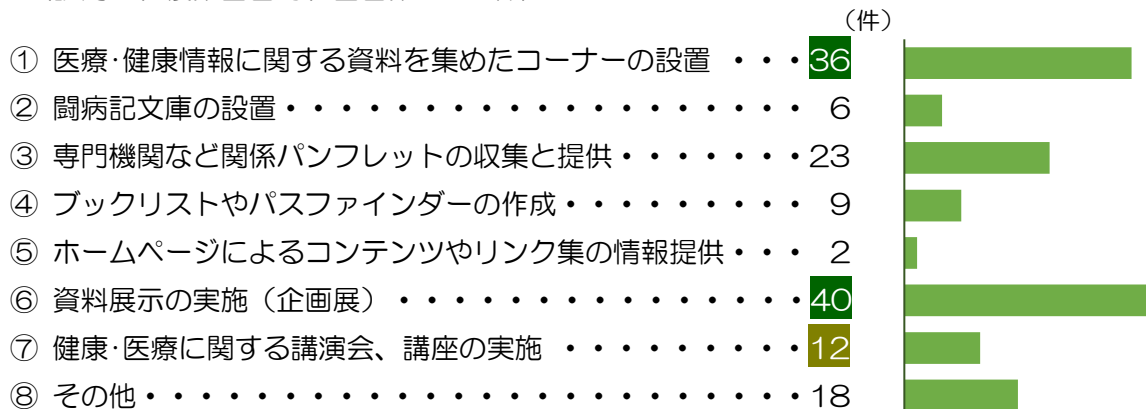 （件）
① 医療･健康情報に関する資料を集めたコーナーの設置 ・・・36
② 闘病記文庫の設置・・・・・・・・・・・・・・・・・・・ 6
③ 専門機関など関係パンフレットの収集と提供・・・・・・・23
④ ブックリストやパスファインダーの作成・・・・・・・・・ 9
⑤ ホームページによるコンテンツやリンク集の情報提供・・・ 2
⑥ 資料展示の実施（企画展）・・・・・・・・・・・・・・・40
⑦ 健康･医療に関する講演会、講座の実施 ・・・・・・・・・12
⑧ その他・・・・・・・・・・・・・・・・・・・・・・・・18